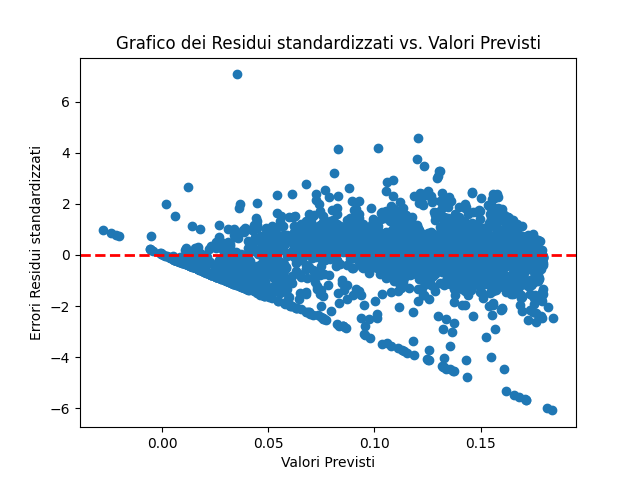 Grafico dei Residui standardizzati vs. Valori Previsti
Errori Residui standardizzati
6
4
2
0
−2
−4
−6
0.00 0.05 0.10 0.15
Valori Previsti